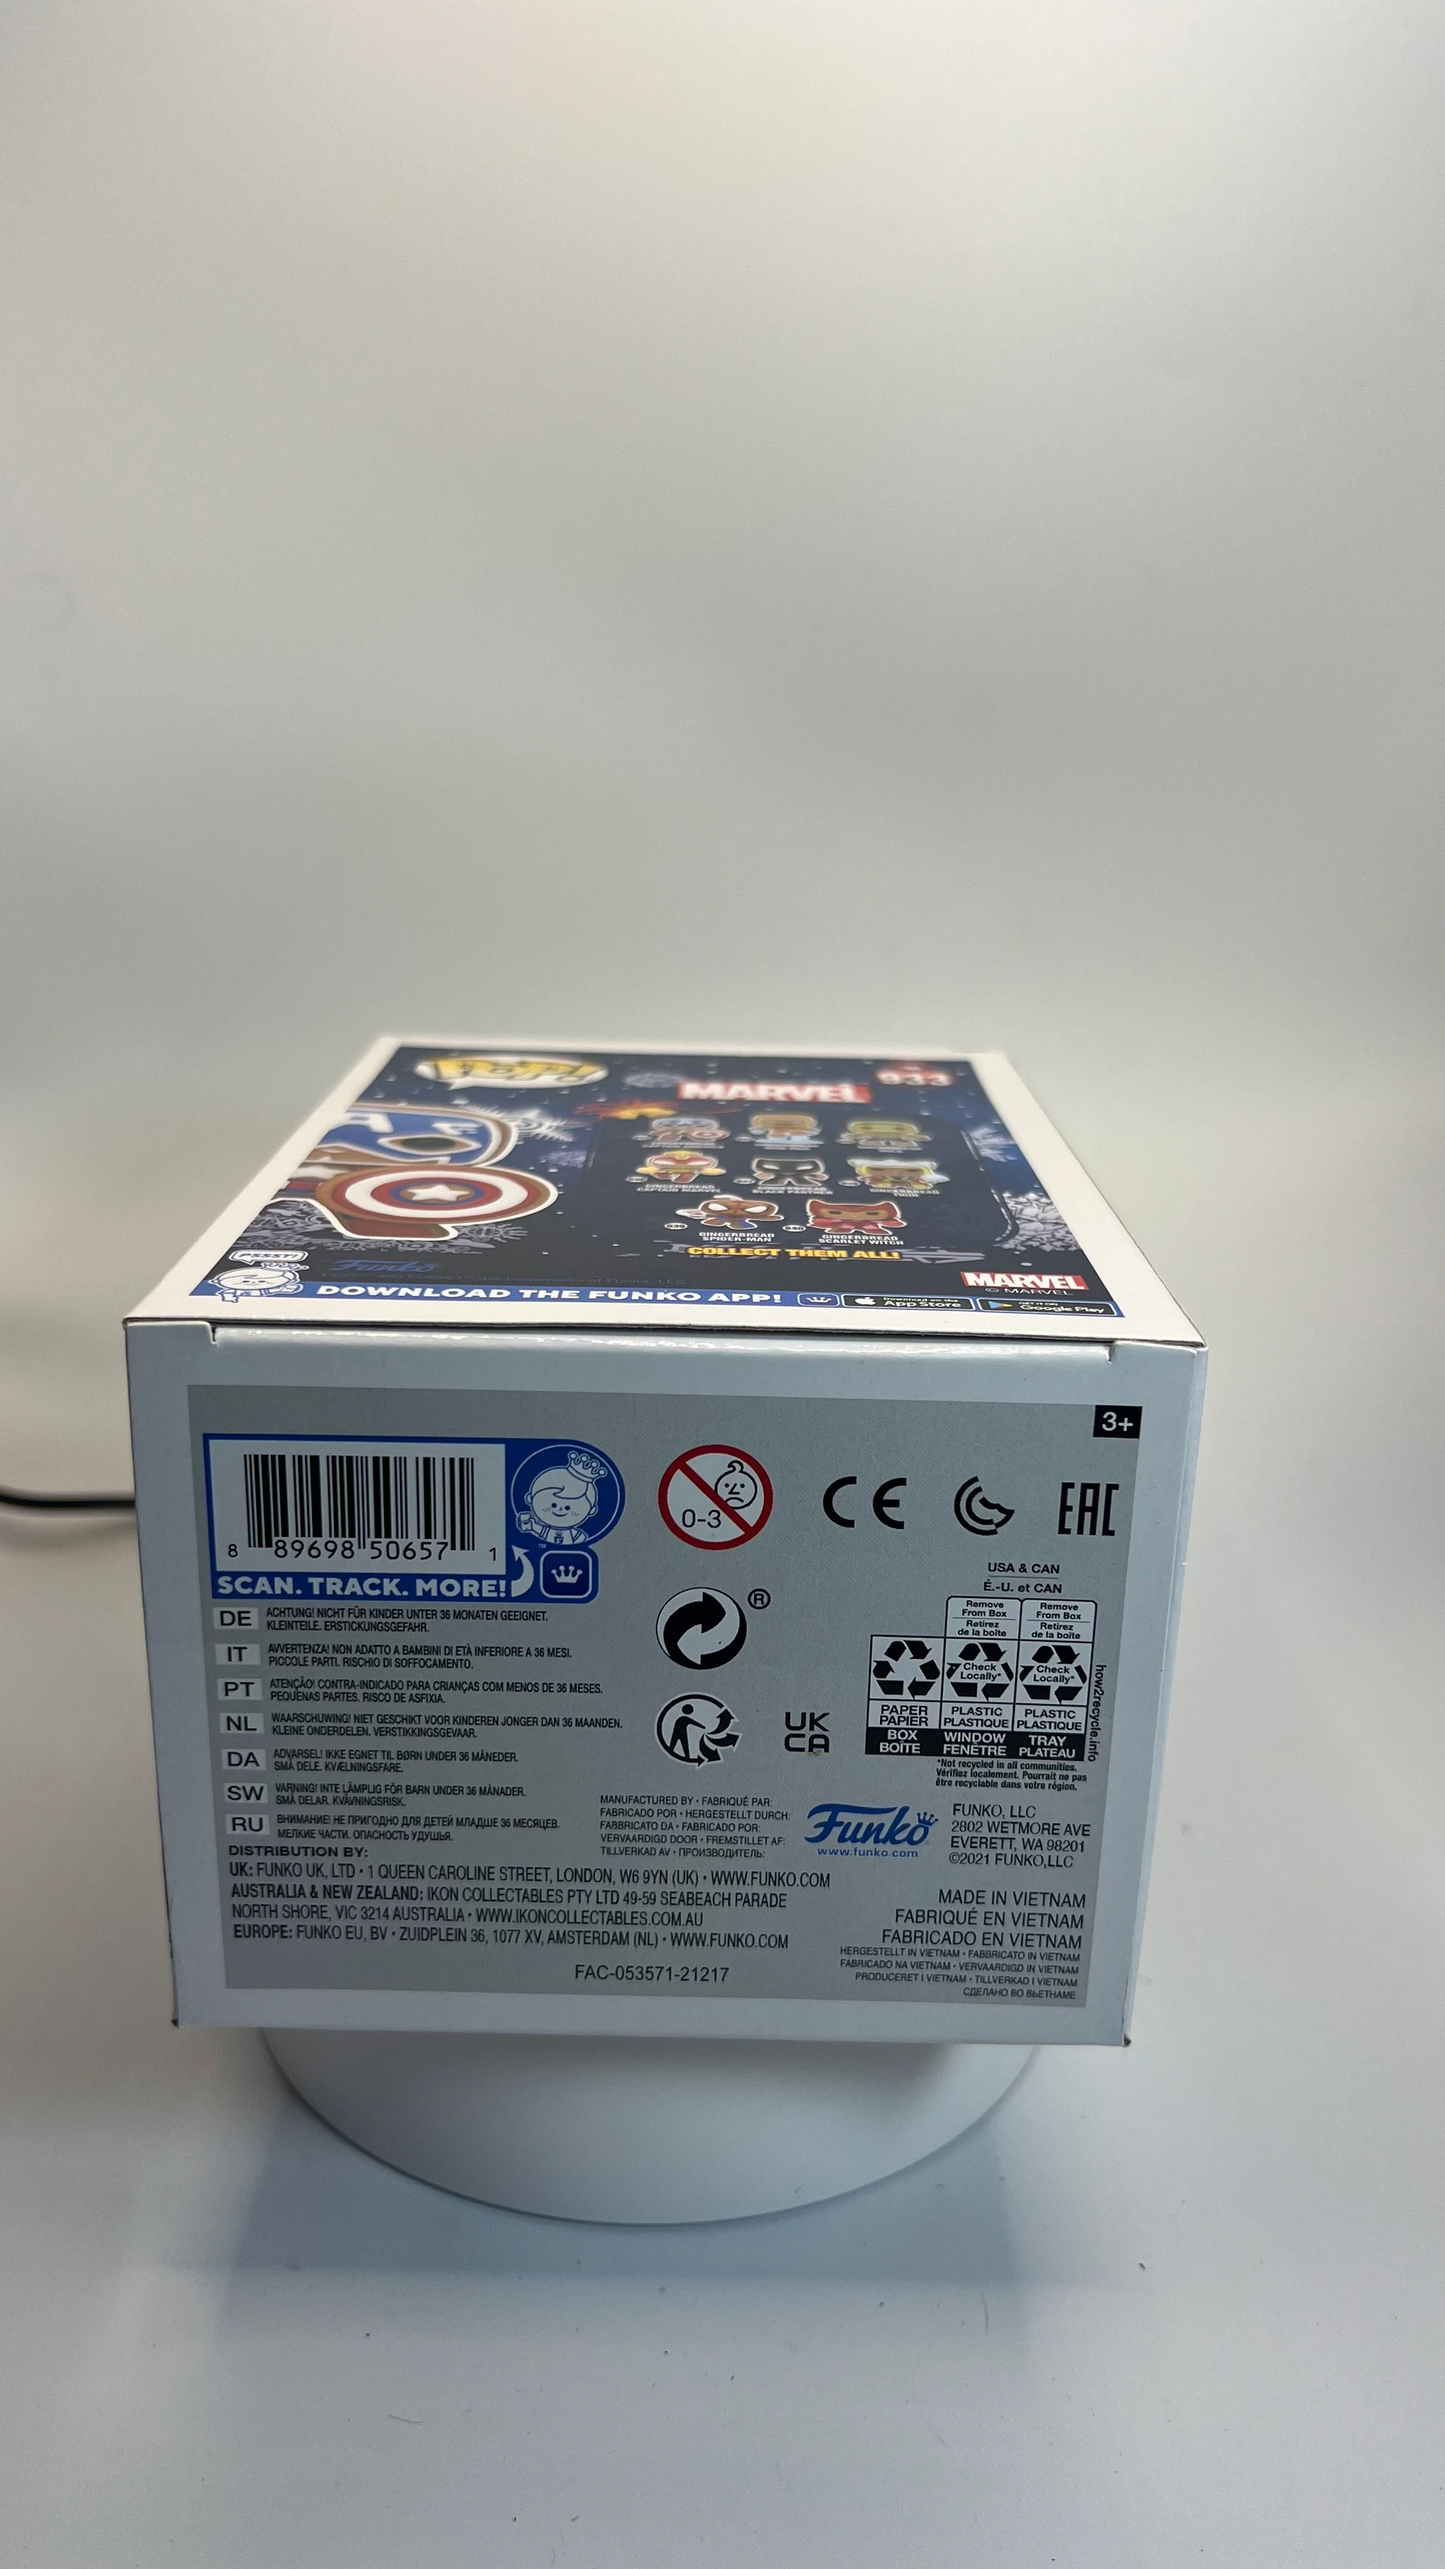 POP!
MARVEL
933
GINGERBREAD
CAPTAIN MARVEL
GINGERBREAD
BLACK PANTHER
GINGERBREAD
THOR
939
GINGERBREAD
SPIDER-MAN
940
GINGERBREAD
SCARLET WITCH
COLLECT THEM ALL!
PSSST!
Funko
MARVEL
© MARVEL
DOWNLOAD THE FUNKO APP!
Download on the
App Store
GET IT ON
Google Play
3+
8 89698 50657 1
SCAN. TRACK. MORE!
™
0-3
CE
EAC
®
UK
CA
USA & CAN
É.-U. et CAN
Remove
From Box
Retirez
de la boîte
Remove
From Box
Retirez
de la boîte
Check
Locally*
Check
Locally*
PAPER
PAPIER
PLASTIC
PLASTIQUE
PLASTIC
PLASTIQUE
BOX
BOÎTE
WINDOW
FENÊTRE
TRAY
PLATEAU
how2recycle.info
*Not recycled in all communities.
Vérifiez localement. Pourrait ne pas
être recyclable dans votre région.
DE ACHTUNG! NICHT FÜR KINDER UNTER 36 MONATEN GEEIGNET.
KLEINTEILE. ERSTICKUNGSGEFAHR.
IT AVVERTENZA! NON ADATTO A BAMBINI DI ETÀ INFERIORE A 36 MESI.
PICCOLE PARTI. RISCHIO DI SOFFOCAMENTO.
PT ATENÇÃO! CONTRA-INDICADO PARA CRIANÇAS COM MENOS DE 36 MESES.
PEQUENAS PARTES. RISCO DE ASFIXIA.
NL WAARSCHUWING! NIET GESCHIKT VOOR KINDEREN JONGER DAN 36 MAANDEN.
KLEINE ONDERDELEN. VERSTIKKINGSGEVAAR.
DA ADVARSEL! IKKE EGNET TIL BØRN UNDER 36 MÅNEDER.
SMÅ DELE. KVÆLNINGSFARE.
SW VARNING! INTE LÄMPLIG FÖR BARN UNDER 36 MÅNADER.
SMÅ DELAR. KVÄVNINGSRISK.
RU ВНИМАНИЕ! НЕ ПРИГОДНО ДЛЯ ДЕТЕЙ МЛАДШЕ 36 МЕСЯЦЕВ.
МЕЛКИЕ ЧАСТИ. ОПАСНОСТЬ УДУШЬЯ.
MANUFACTURED BY • FABRIQUÉ PAR:
FABRICADO POR • HERGESTELLT DURCH:
FABBRICATO DA • FABRICADO POR:
VERVAARDIGD DOOR • FREMSTILLET AF:
TILLVERKAD AV • ПРОИЗВОДИТЕЛЬ:
Funko
www.funko.com
FUNKO, LLC
2802 WETMORE AVE
EVERETT, WA 98201
©2021 FUNKO,LLC
DISTRIBUTION BY:
UK: FUNKO UK, LTD • 1 QUEEN CAROLINE STREET, LONDON, W6 9YN (UK) • WWW.FUNKO.COM
AUSTRALIA & NEW ZEALAND: IKON COLLECTABLES PTY LTD 49-59 SEABEACH PARADE
NORTH SHORE, VIC 3214 AUSTRALIA • WWW.IKONCOLLECTABLES.COM.AU
EUROPE: FUNKO EU, BV • ZUIDPLEIN 36, 1077 XV, AMSTERDAM (NL) • WWW.FUNKO.COM
MADE IN VIETNAM
FABRIQUÉ EN VIETNAM
FABRICADO EN VIETNAM
HERGESTELLT IN VIETNAM • FABBRICATO IN VIETNAM
FABRICADO NA VIETNAM • VERVAARDIGD IN VIETNAM
PRODUCERET I VIETNAM • TILLVERKAD I VIETNAM
СДЕЛАНО ВО ВЬЕТНАМЕ
FAC-053571-21217